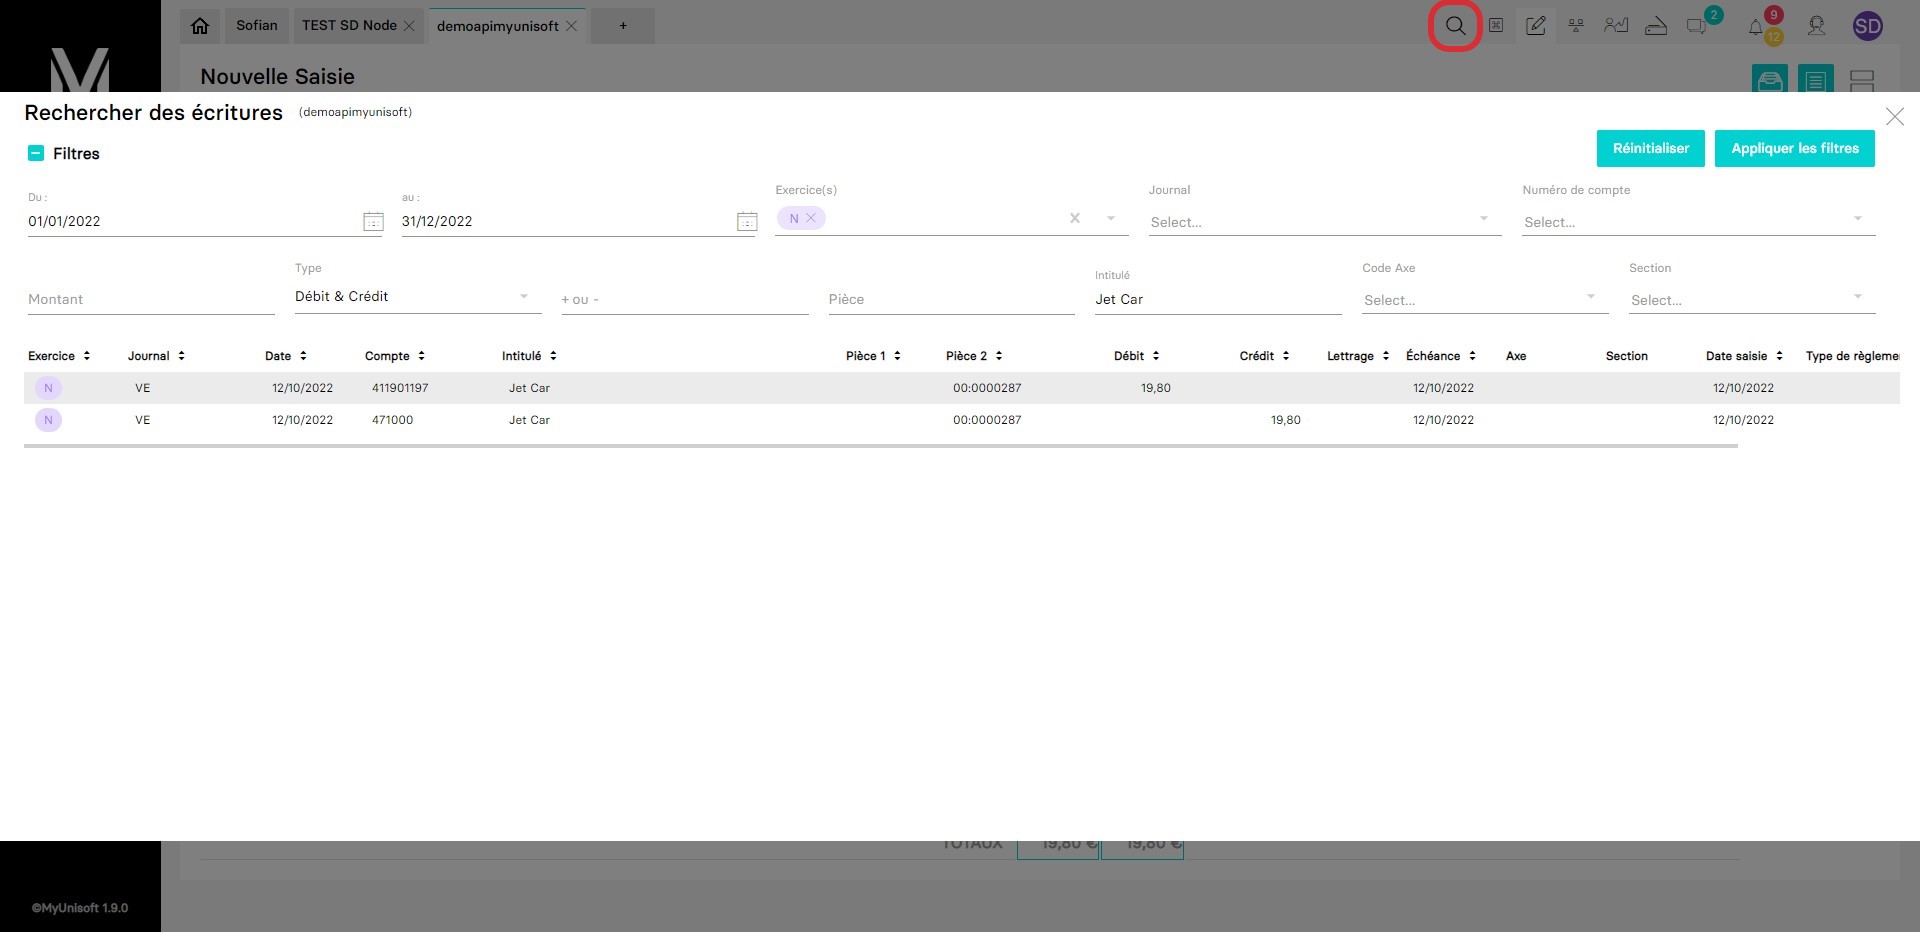 Sofian TEST SD Node demoapimyunisoft + 2 9 12 SD
Nouvelle Saisie
Rechercher des écritures (demoapimyunisoft)
Filtres Réinitialiser Appliquer les filtres
Du : au : Exercice(s) Journal Numéro de compte
01/01/2022 31/12/2022 N Select... Select...
Type Intitulé Code Axe Section
Montant Débit & Crédit + ou - Pièce Jet Car Select... Select...
Exercice Journal Date Compte Intitulé Pièce 1 Pièce 2 Débit Crédit Lettrage Échéance Axe Section Date saisie Type de règleme
N VE 12/10/2022 411901197 Jet Car 00:0000287 19,80 12/10/2022 12/10/2022
N VE 12/10/2022 471000 Jet Car 00:0000287 19,80 12/10/2022 12/10/2022
TOTAUX 19,80 € 19,80 €
©MyUnisoft 1.9.0